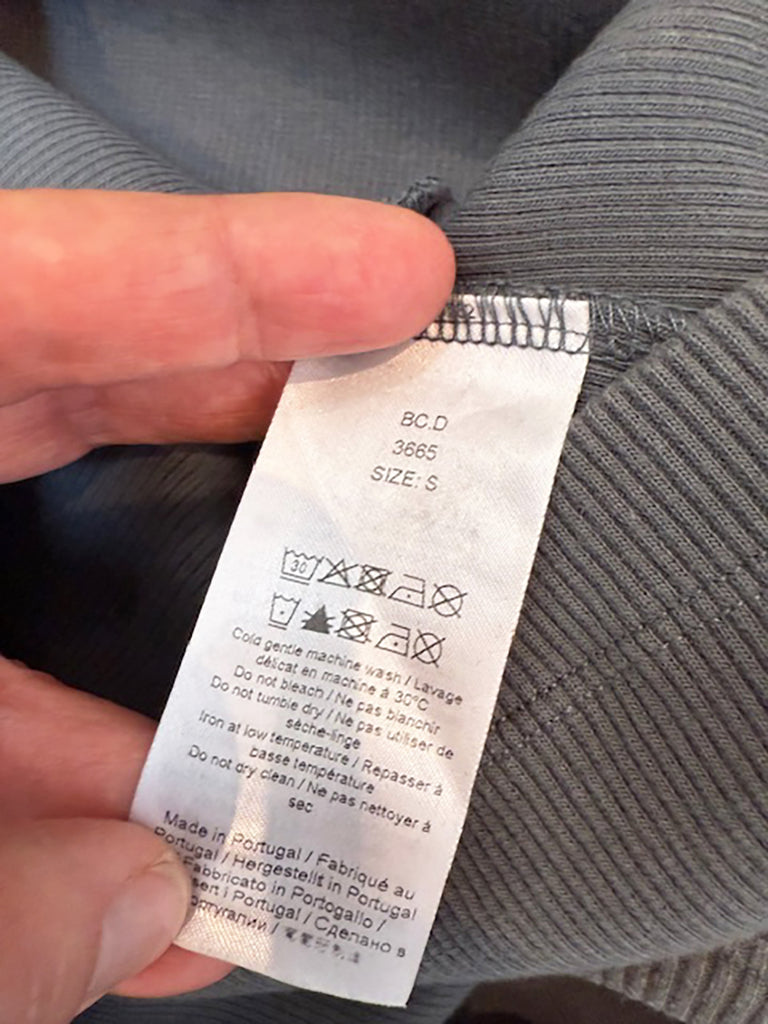 BC.D
3665
SIZE: S
30
Cold gentle machine wash / Lavage
délicat en machine à 30°C
Do not bleach / Ne pas blanchir
Do not tumble dry / Ne pas utiliser de
sèche-linge
Iron at low temperature / Repasser à
basse température
Do not dry clean / Ne pas nettoyer à
sec
Made in Portugal / Fabriqué au
Portugal / Hergestellt in Portugal
Fabbricato in Portogallo /
i Portugal / Сделано в